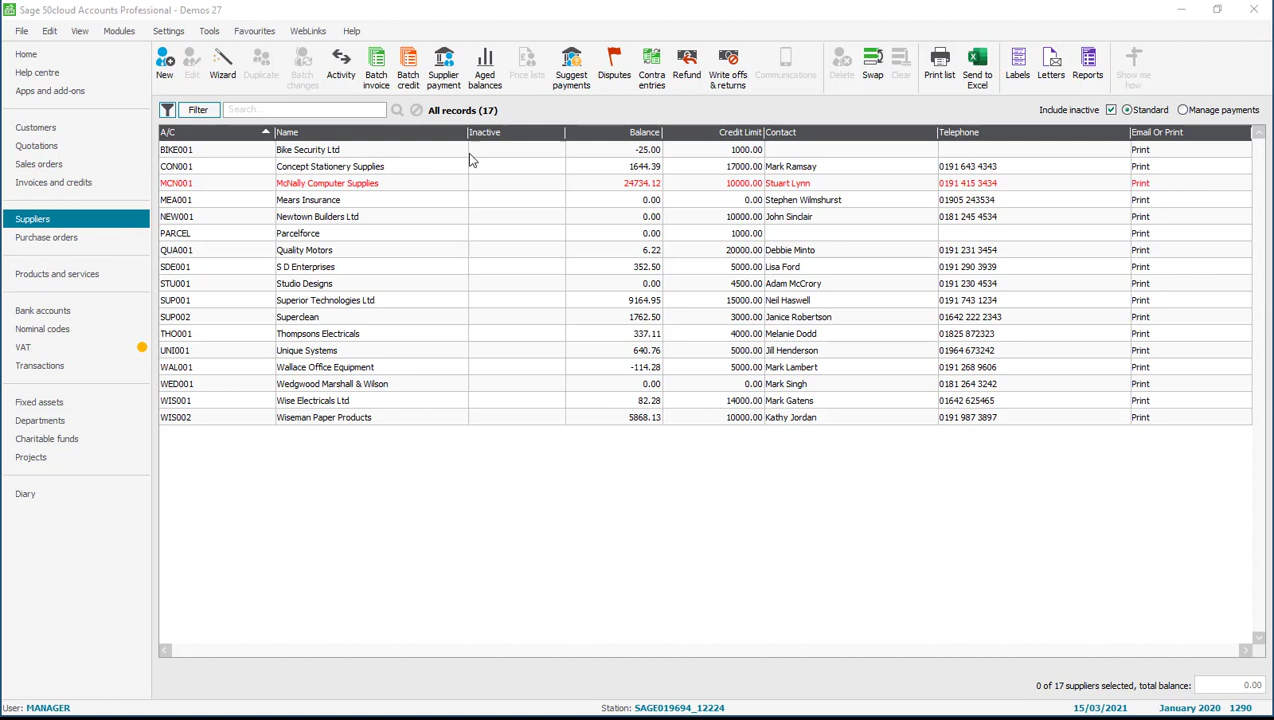 Sage 50cloud Accounts Professional - Demos 27
File Edit View Modules Settings Tools Favourites WebLinks Help
Home
Help centre
Apps and add-ons
Customers
Quotations
Sales orders
Invoices and credits
Suppliers
Purchase orders
Products and services
Bank accounts
Nominal codes
VAT
Transactions
Fixed assets
Departments
Charitable funds
Projects
Diary
New Edit Wizard Duplicate Batch changes Activity Batch invoice Batch credit Supplier payment Aged balances Price lists Suggest payments Disputes Contra entries Refund Write offs & returns Communications Delete Swap Clear Print list Send to Excel Labels Letters Reports Show me how
Filter Search... All records (17) Include inactive Standard Manage payments
A/C Name Inactive Balance Credit Limit Contact Telephone Email Or Print
BIKE001 Bike Security Ltd -25.00 1000.00 Print
CON001 Concept Stationery Supplies 1644.39 17000.00 Mark Ramsay 0191 643 4343 Print
MCN001 McNally Computer Supplies 24734.12 10000.00 Stuart Lynn 0191 415 3434 Print
MEA001 Mears Insurance 0.00 0.00 Stephen Wilmshurst 01905 243534 Print
NEW001 Newtown Builders Ltd 0.00 10000.00 John Sinclair 0181 245 4534 Print
PARCEL Parcelforce 0.00 1000.00 Print
QUA001 Quality Motors 6.22 20000.00 Debbie Minto 0191 231 3454 Print
SDE001 S D Enterprises 352.50 5000.00 Lisa Ford 0191 290 3939 Print
STU001 Studio Designs 0.00 4500.00 Adam McCrory 0191 230 4534 Print
SUP001 Superior Technologies Ltd 9164.95 15000.00 Neil Haswell 0191 743 1234 Print
SUP002 Superclean 1762.50 3000.00 Janice Robertson 01642 222 2343 Print
THO001 Thompsons Electricals 337.11 4000.00 Melanie Dodd 01825 872323 Print
UNI001 Unique Systems 640.76 5000.00 Jill Henderson 01964 673242 Print
WAL001 Wallace Office Equipment -114.28 5000.00 Mark Lambert 0191 268 9606 Print
WED001 Wedgwood Marshall & Wilson 0.00 0.00 Mark Singh 0181 264 3242 Print
WIS001 Wise Electricals Ltd 82.28 14000.00 Mark Gatens 01642 625465 Print
WIS002 Wiseman Paper Products 5868.13 10000.00 Kathy Jordan 0191 987 3897 Print
0 of 17 suppliers selected, total balance: 0.00
User: MANAGER Station: SAGE019694_12224 15/03/2021 January 2020 1290